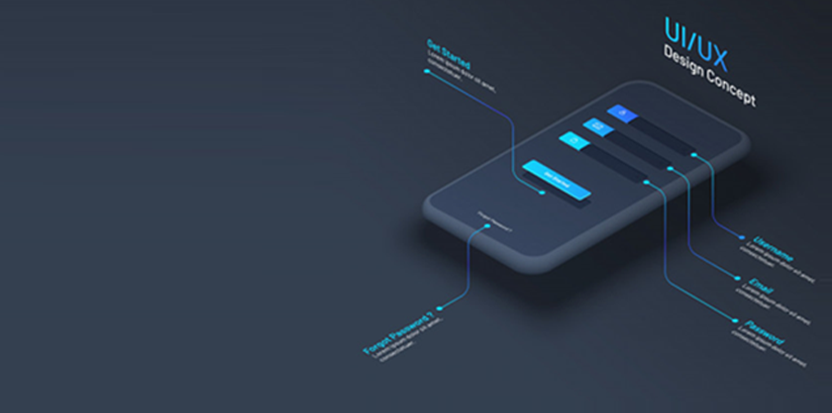 UI/UX
Design Concept
Get Started
Lorem ipsum dolor sit amet,
consectetuer.
Get Started
Forgot Password ?
Username
Lorem ipsum dolor sit amet,
consectetuer.
Email
Lorem ipsum dolor sit amet,
consectetuer.
Password
Lorem ipsum dolor sit amet,
consectetuer.
Forgot Password ?
Lorem ipsum dolor sit amet,
consectetuer.